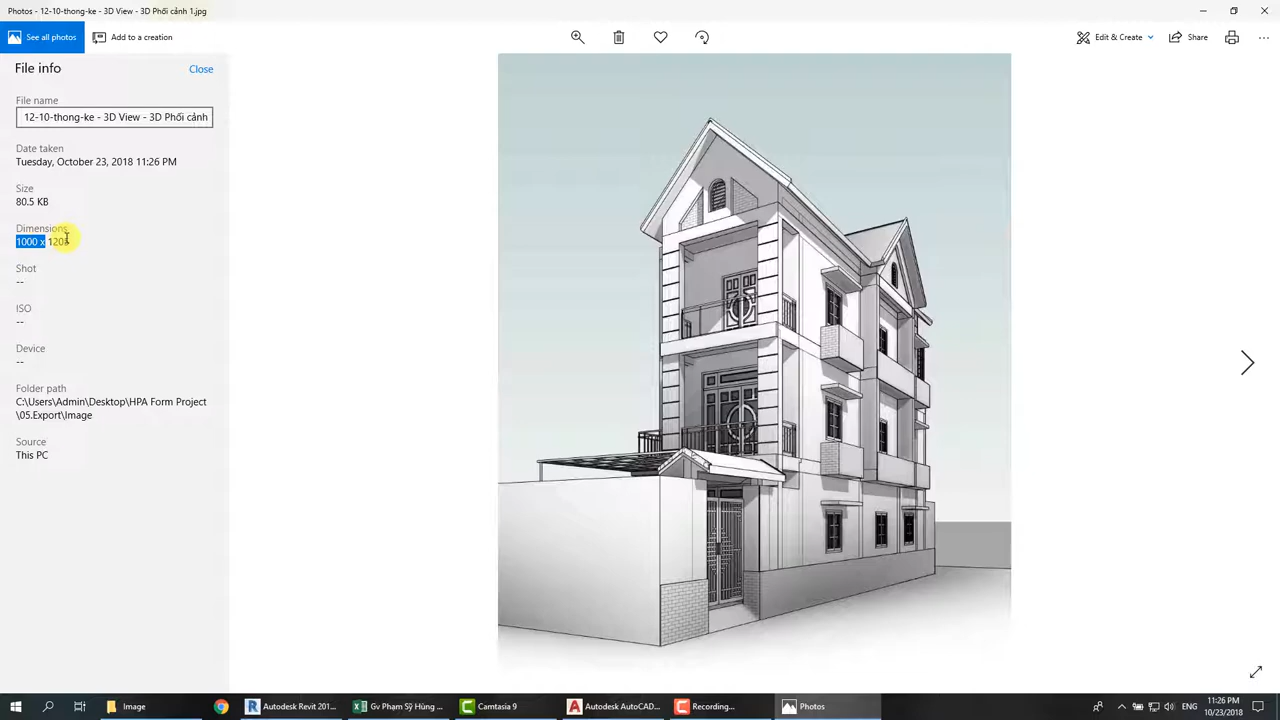 Photos - 12-10-thong-ke - 3D View - 3D Phối cảnh 1.jpg
See all photos
Add to a creation
Edit & Create
Share
File info
Close
File name
12-10-thong-ke - 3D View - 3D Phối cảnh
Date taken
Tuesday, October 23, 2018 11:26 PM
Size
80.5 KB
Dimensions
1000 x
Shot
--
ISO
--
Device
--
Folder path
C:\Users\Admin\Desktop\HPA Form Project
\05.Export\Image
Source
This PC
Image
Autodesk Revit 201...
Gv Phạm Sỹ Hùng ...
Camtasia 9
Autodesk AutoCAD...
Recording...
Photos
ENG
11:26 PM
10/23/2018